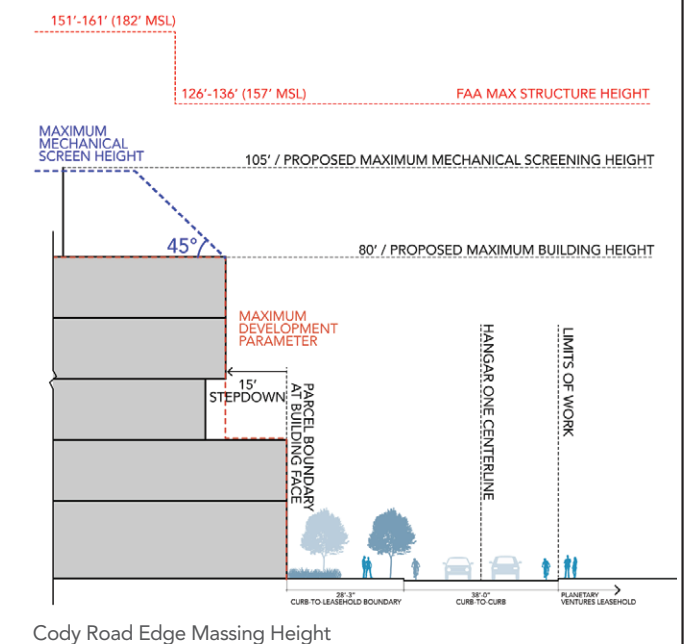 151'-161' (182' MSL)
126'-136' (157' MSL)
FAA MAX STRUCTURE HEIGHT
MAXIMUM
MECHANICAL
SCREEN HEIGHT
105' / PROPOSED MAXIMUM MECHANICAL SCREENING HEIGHT
45°
80' / PROPOSED MAXIMUM BUILDING HEIGHT
MAXIMUM
DEVELOPMENT
PARAMETER
15'
STEPDOWN
PARCEL BOUNDARY
AT BUILDING FACE
HANGAR ONE CENTERLINE
LIMITS OF WORK
28'-3"
CURB-TO-LEASEHOLD BOUNDARY
38'-0"
CURB-TO-CURB
PLANETARY
VENTURES LEASEHOLD
Cody Road Edge Massing Height